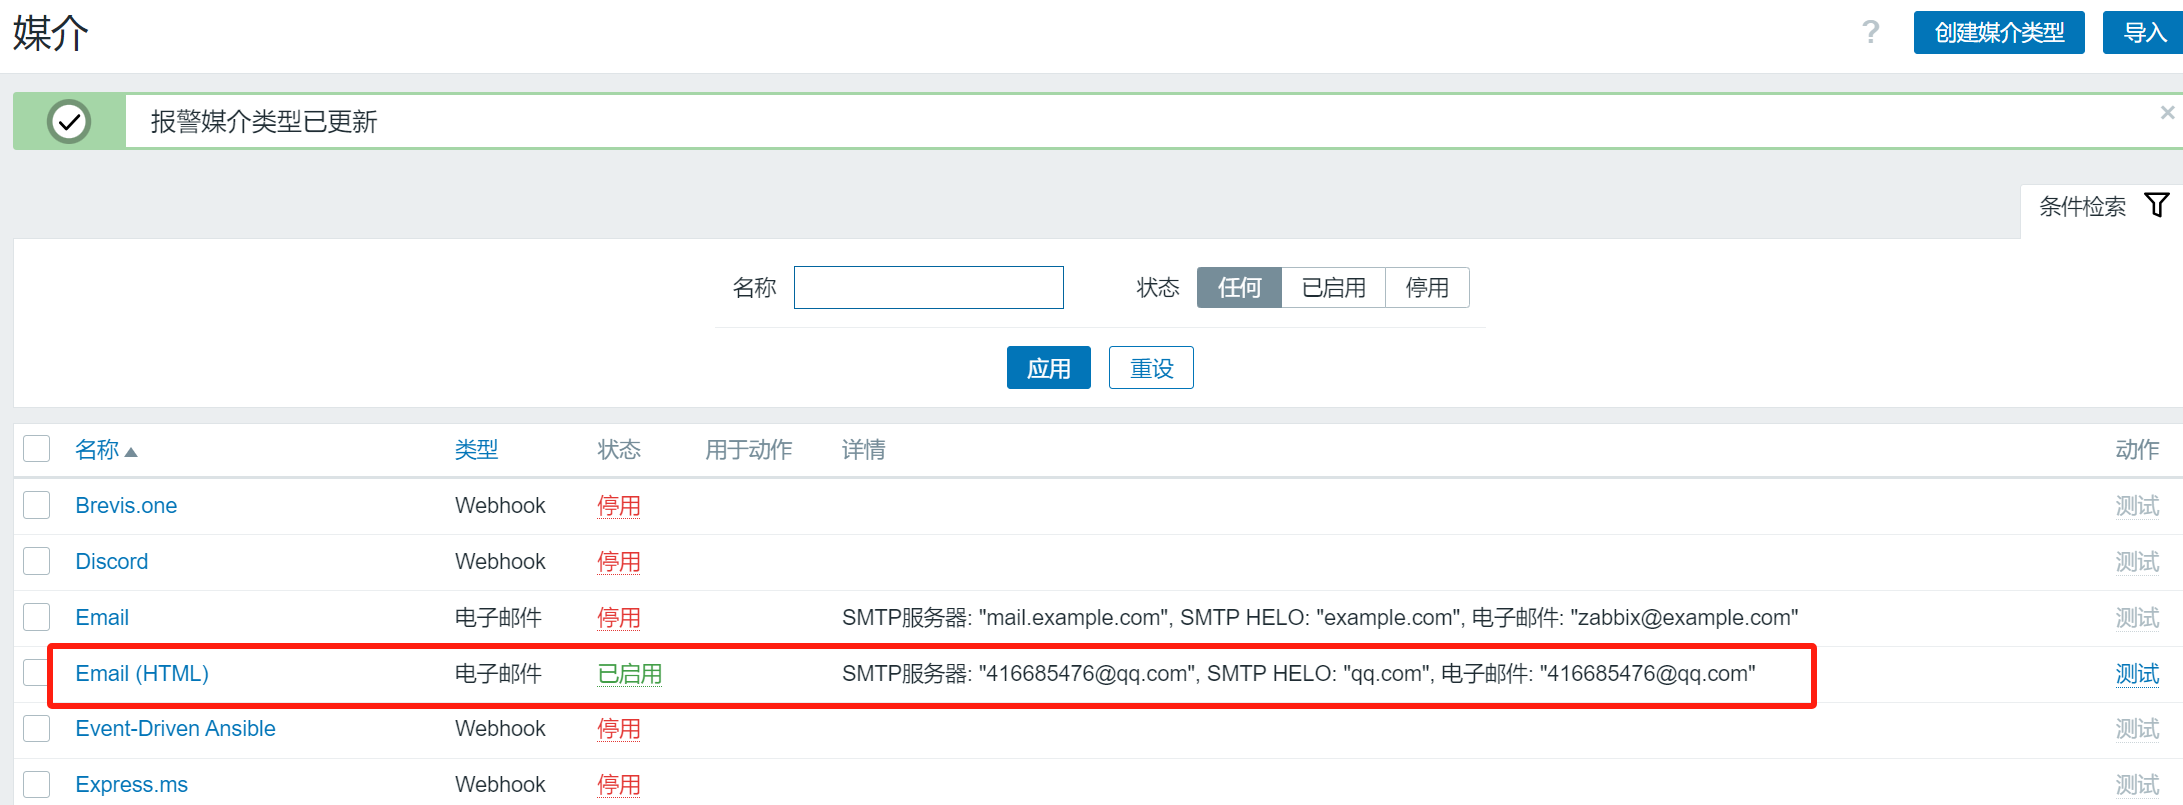 媒介
? 创建媒介类型 导入
报警媒介类型已更新
条件检索
名称 状态 任何 已启用 停用
应用 重设
名称 类型 状态 用于动作 详情 动作
Brevis.one Webhook 停用 测试
Discord Webhook 停用 测试
Email 电子邮件 停用 SMTP服务器: "mail.example.com", SMTP HELO: "example.com", 电子邮件: "zabbix@example.com" 测试
Email (HTML) 电子邮件 已启用 SMTP服务器: "416685476@qq.com", SMTP HELO: "qq.com", 电子邮件: "416685476@qq.com" 测试
Event-Driven Ansible Webhook 停用 测试
Express.ms Webhook 停用 测试